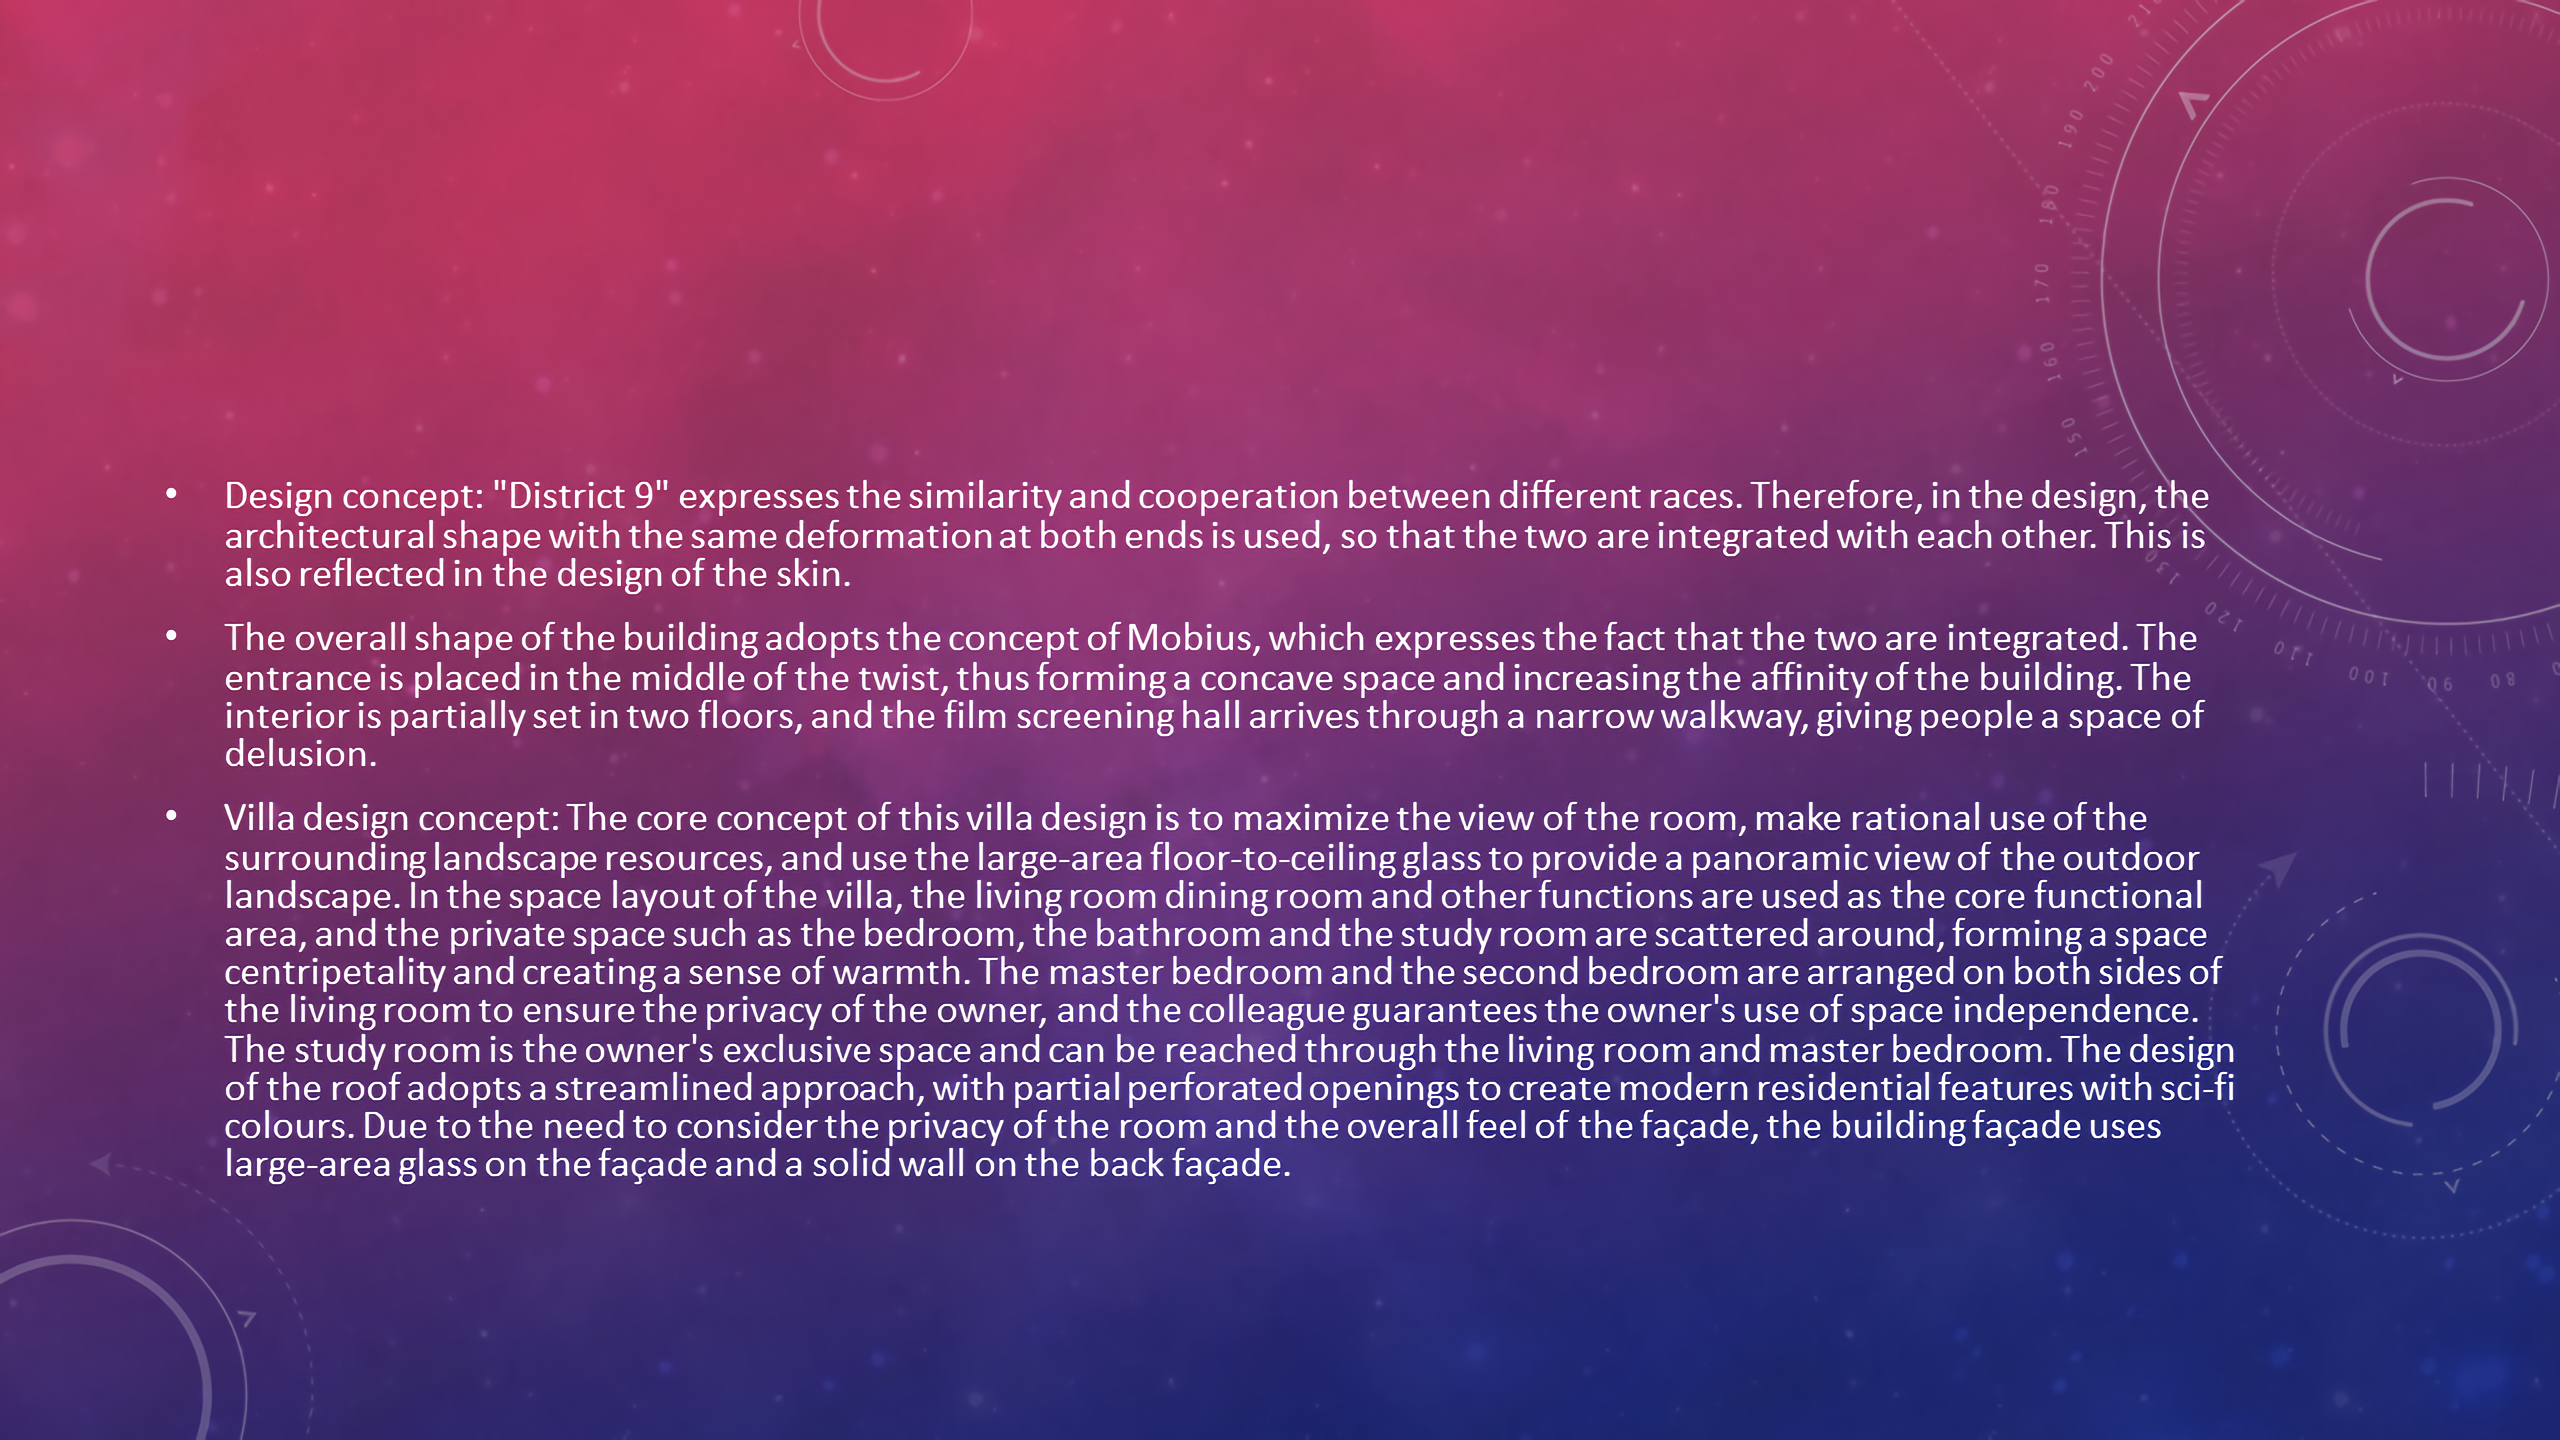 210
200
190
180
170
160
150
130
120
110
100
90
80
• Design concept: "District 9" expresses the similarity and cooperation between different races. Therefore, in the design, the
architectural shape with the same deformation at both ends is used, so that the two are integrated with each other. This is
also reflected in the design of the skin.
• The overall shape of the building adopts the concept of Mobius, which expresses the fact that the two are integrated. The
entrance is placed in the middle of the twist, thus forming a concave space and increasing the affinity of the building. The
interior is partially set in two floors, and the film screening hall arrives through a narrow walkway, giving people a space of
delusion.
• Villa design concept: The core concept of this villa design is to maximize the view of the room, make rational use of the
surrounding landscape resources, and use the large-area floor-to-ceiling glass to provide a panoramic view of the outdoor
landscape. In the space layout of the villa, the living room dining room and other functions are used as the core functional
area, and the private space such as the bedroom, the bathroom and the study room are scattered around, forming a space
centripetality and creating a sense of warmth. The master bedroom and the second bedroom are arranged on both sides of
the living room to ensure the privacy of the owner, and the colleague guarantees the owner's use of space independence.
The study room is the owner's exclusive space and can be reached through the living room and master bedroom. The design
of the roof adopts a streamlined approach, with partial perforated openings to create modern residential features with sci-fi
colours. Due to the need to consider the privacy of the room and the overall feel of the façade, the building façade uses
large-area glass on the façade and a solid wall on the back façade.